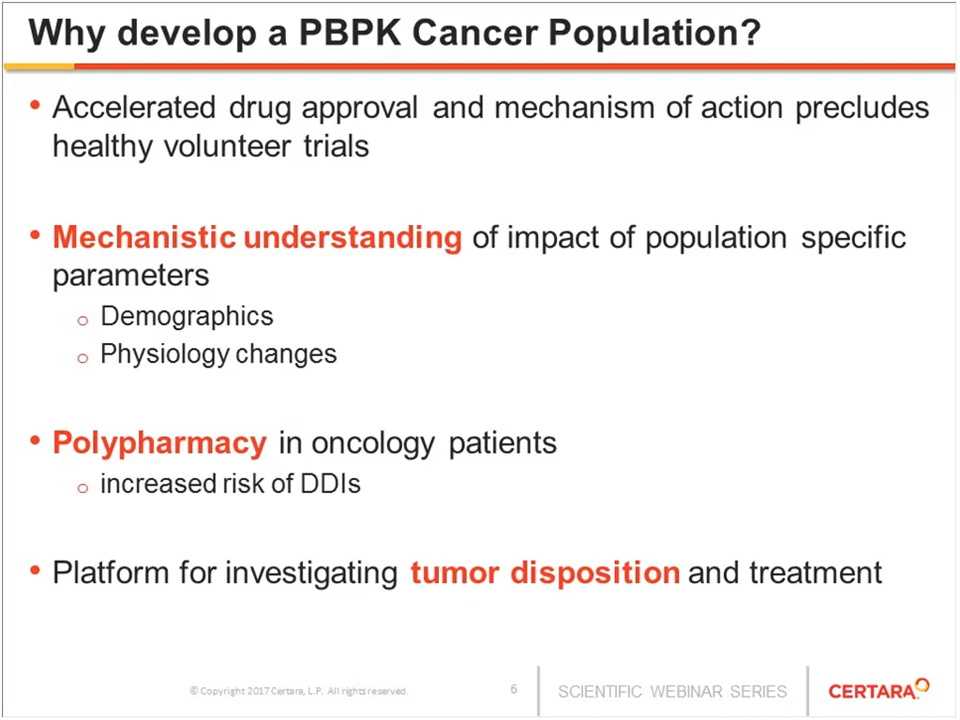 Why develop a PBPK Cancer Population?
• Accelerated drug approval and mechanism of action precludes
healthy volunteer trials
• Mechanistic understanding of impact of population specific
parameters
o Demographics
o Physiology changes
• Polypharmacy in oncology patients
o increased risk of DDIs
• Platform for investigating tumor disposition and treatment
© Copyright 2017 Certara, L.P. All rights reserved.
6
SCIENTIFIC WEBINAR SERIES
CERTARA